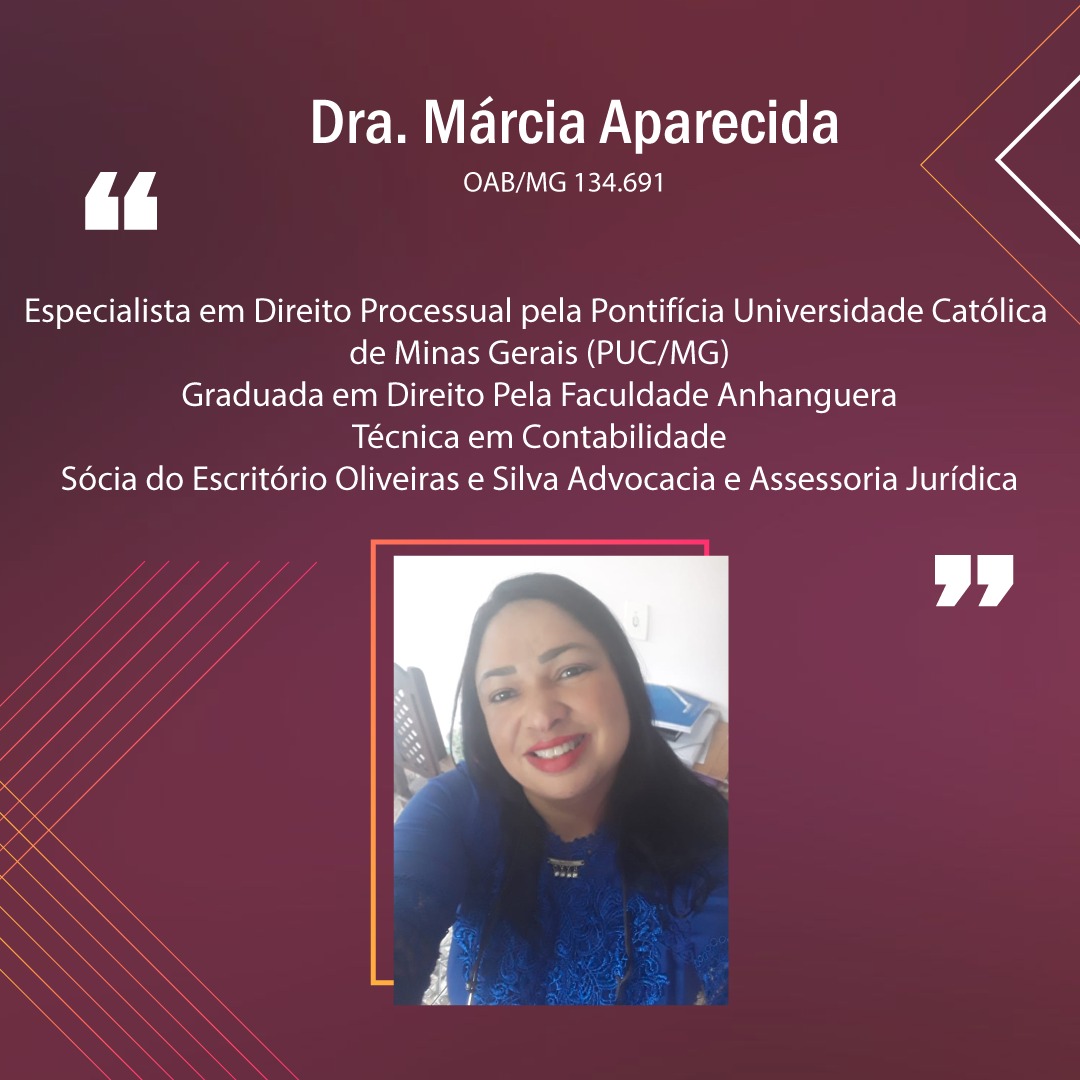 Dra. Márcia Aparecida
OAB/MG 134.691
“
Especialista em Direito Processual pela Pontifícia Universidade Católica
de Minas Gerais (PUC/MG)
Graduada em Direito Pela Faculdade Anhanguera
Técnica em Contabilidade
Sócia do Escritório Oliveiras e Silva Advocacia e Assessoria Jurídica
”